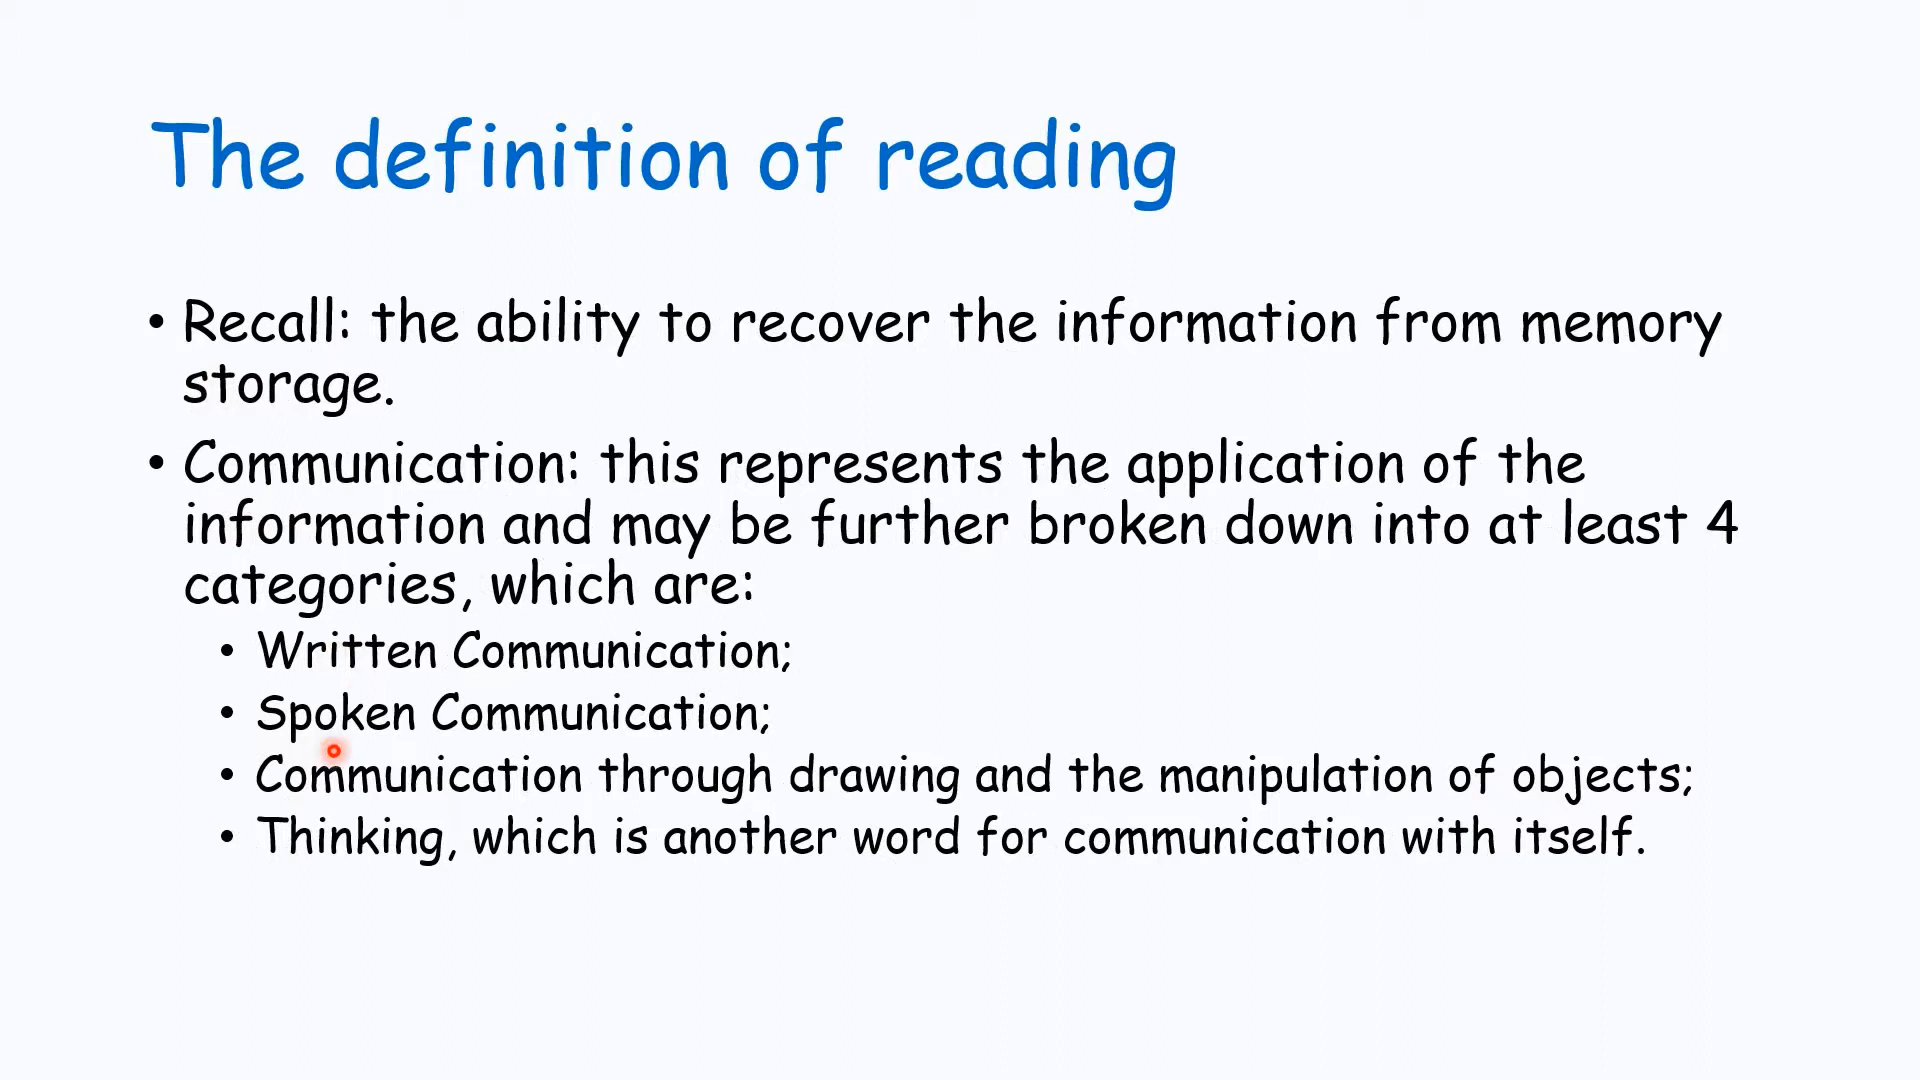 The definition of reading
• Recall: the ability to recover the information from memory
storage.
• Communication: this represents the application of the
information and may be further broken down into at least 4
categories, which are:
• Written Communication;
• Spoken Communication;
• Communication through drawing and the manipulation of objects;
• Thinking, which is another word for communication with itself.